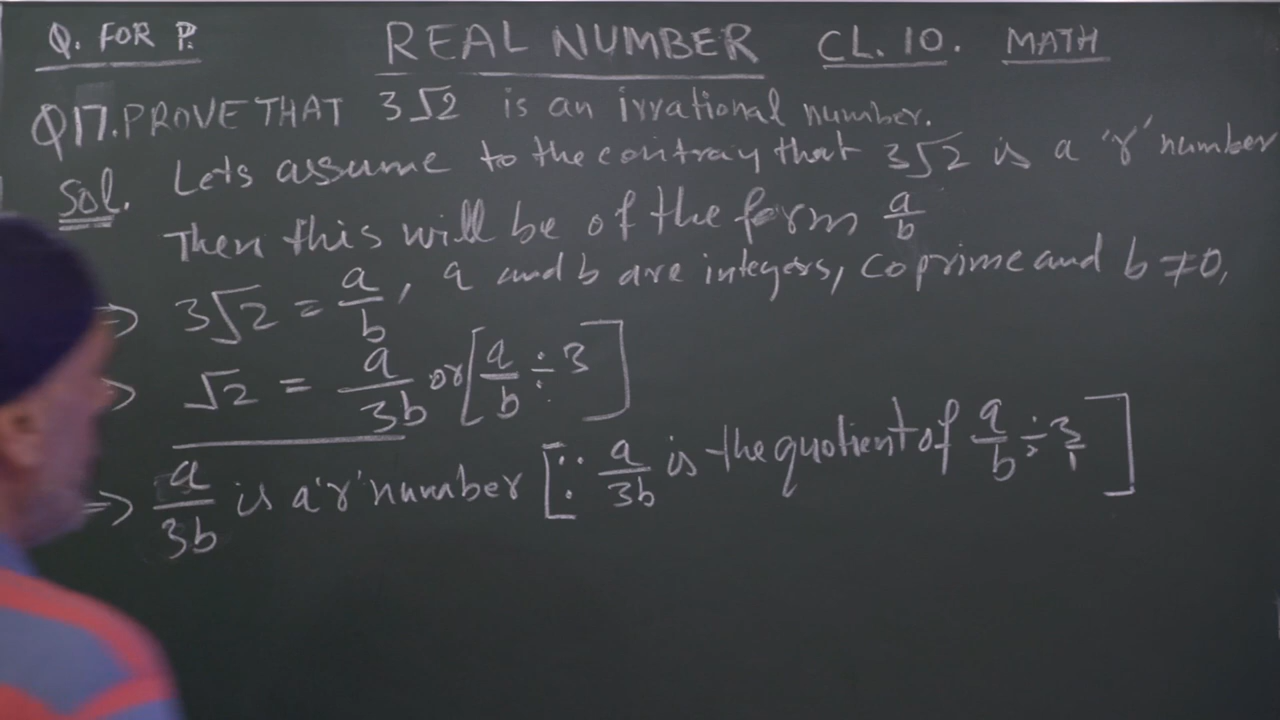 Q. FOR P. REAL NUMBER CL. 10. MATH
Q17. PROVE THAT 3√2 is an irrational number.
Sol. Lets assume to the contray that 3√2 is a 'r' number
Then this will be of the form a/b
⇒ 3√2 = a/b, a and b are integers, coprime and b ≠ 0,
⇒ √2 = a/3b or [a/b ÷ 3]
⇒ a/3b is a 'r' number [∵ a/3b is the quotient of a/b ÷ 3/1]